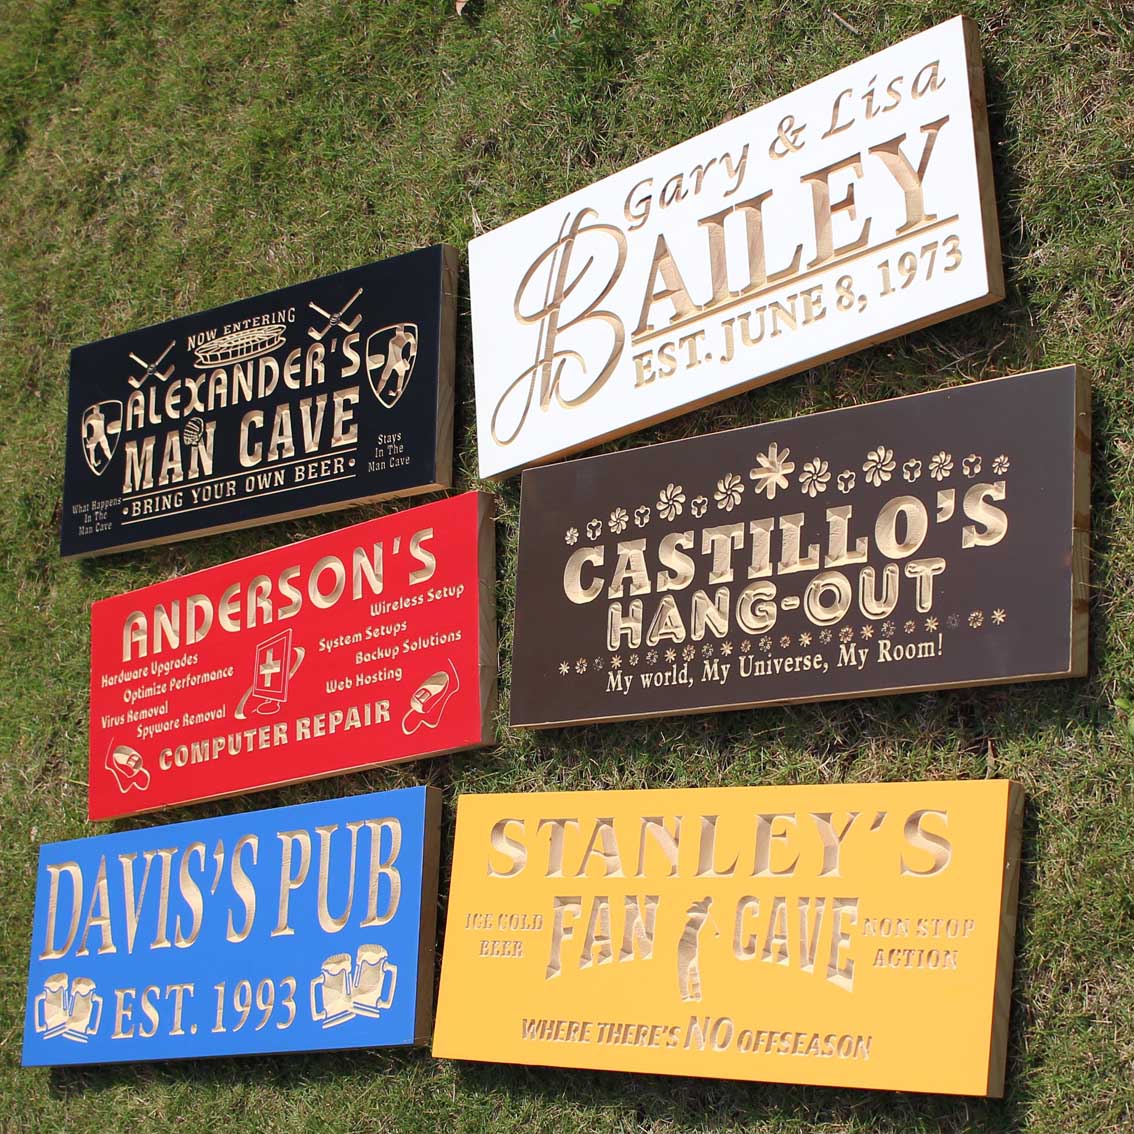 Gary & Lisa
BAILEY
EST. JUNE 8, 1973
NOW ENTERING
ALEXANDER'S
MAN CAVE
BRING YOUR OWN BEER
What Happens
In The
Man Cave
Stays
In The
Man Cave
CASTILLO'S
HANG-OUT
My world, My Universe, My Room!
ANDERSON'S
Hardware Upgrades
Optimize Performance
Virus Removal
Spyware Removal
Wireless Setup
System Setups
Backup Solutions
Web Hosting
COMPUTER REPAIR
DAVIS'S PUB
EST. 1993
STANLEY'S
FAN CAVE
ICE COLD
BEER
NON STOP
ACTION
WHERE THERE'S NO OFFSEASON